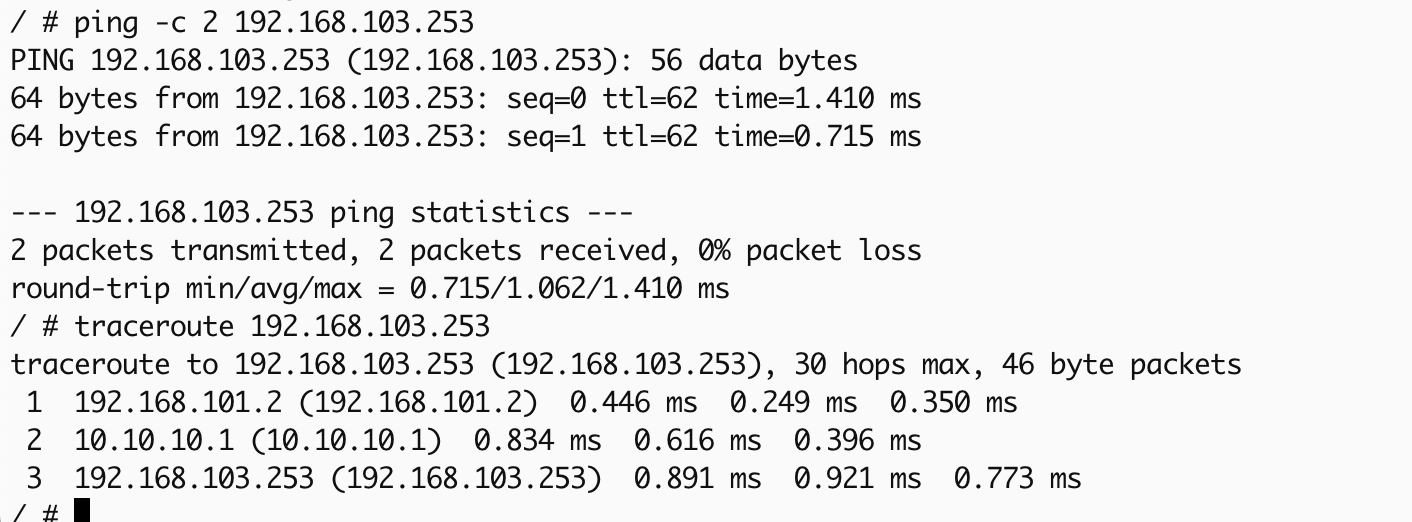 / # ping -c 2 192.168.103.253
PING 192.168.103.253 (192.168.103.253): 56 data bytes
64 bytes from 192.168.103.253: seq=0 ttl=62 time=1.410 ms
64 bytes from 192.168.103.253: seq=1 ttl=62 time=0.715 ms
--- 192.168.103.253 ping statistics ---
2 packets transmitted, 2 packets received, 0% packet loss
round-trip min/avg/max = 0.715/1.062/1.410 ms
/ # traceroute 192.168.103.253
traceroute to 192.168.103.253 (192.168.103.253), 30 hops max, 46 byte packets
1  192.168.101.2 (192.168.101.2)  0.446 ms  0.249 ms  0.350 ms
2  10.10.10.1 (10.10.10.1)  0.834 ms  0.616 ms  0.396 ms
3  192.168.103.253 (192.168.103.253)  0.891 ms  0.921 ms  0.773 ms
/ #